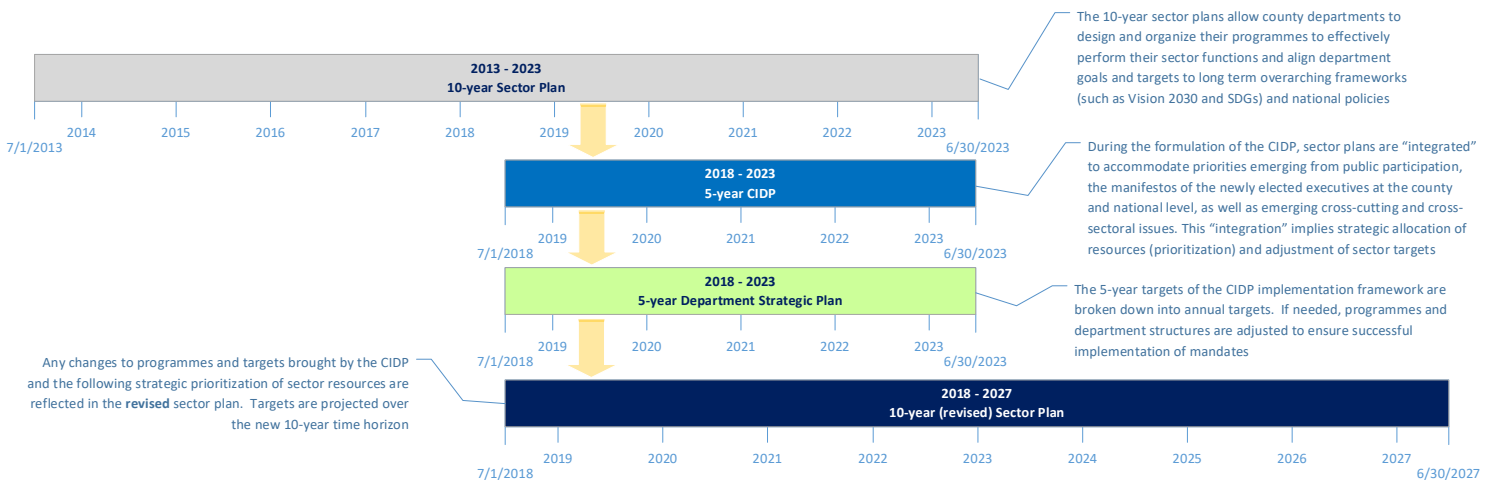 The 10-year sector plans allow county departments to
design and organize their programmes to effectively
perform their sector functions and align department
goals and targets to long term overarching frameworks
(such as Vision 2030 and SDGs) and national policies
2013 - 2023
10-year Sector Plan
2014 2015 2016 2017 2018 2019 2020 2021 2022 2023
7/1/2013 6/30/2023
During the formulation of the CIDP, sector plans are “integrated”
to accommodate priorities emerging from public participation,
the manifestos of the newly elected executives at the county
and national level, as well as emerging cross-cutting and cross-
sectoral issues. This “integration” implies strategic allocation of
resources (prioritization) and adjustment of sector targets
2018 - 2023
5-year CIDP
2019 2020 2021 2022 2023
7/1/2018 6/30/2023
2018 - 2023
5-year Department Strategic Plan
2019 2020 2021 2022 2023
7/1/2018 6/30/2023
The 5-year targets of the CIDP implementation framework are
broken down into annual targets.  If needed, programmes and
department structures are adjusted to ensure successful
implementation of mandates
Any changes to programmes and targets brought by the CIDP
and the following strategic prioritization of sector resources are
reflected in the revised sector plan.  Targets are projected over
the new 10-year time horizon
2018 - 2027
10-year (revised) Sector Plan
2019 2020 2021 2022 2023 2024 2025 2026 2027
7/1/2018 6/30/2027